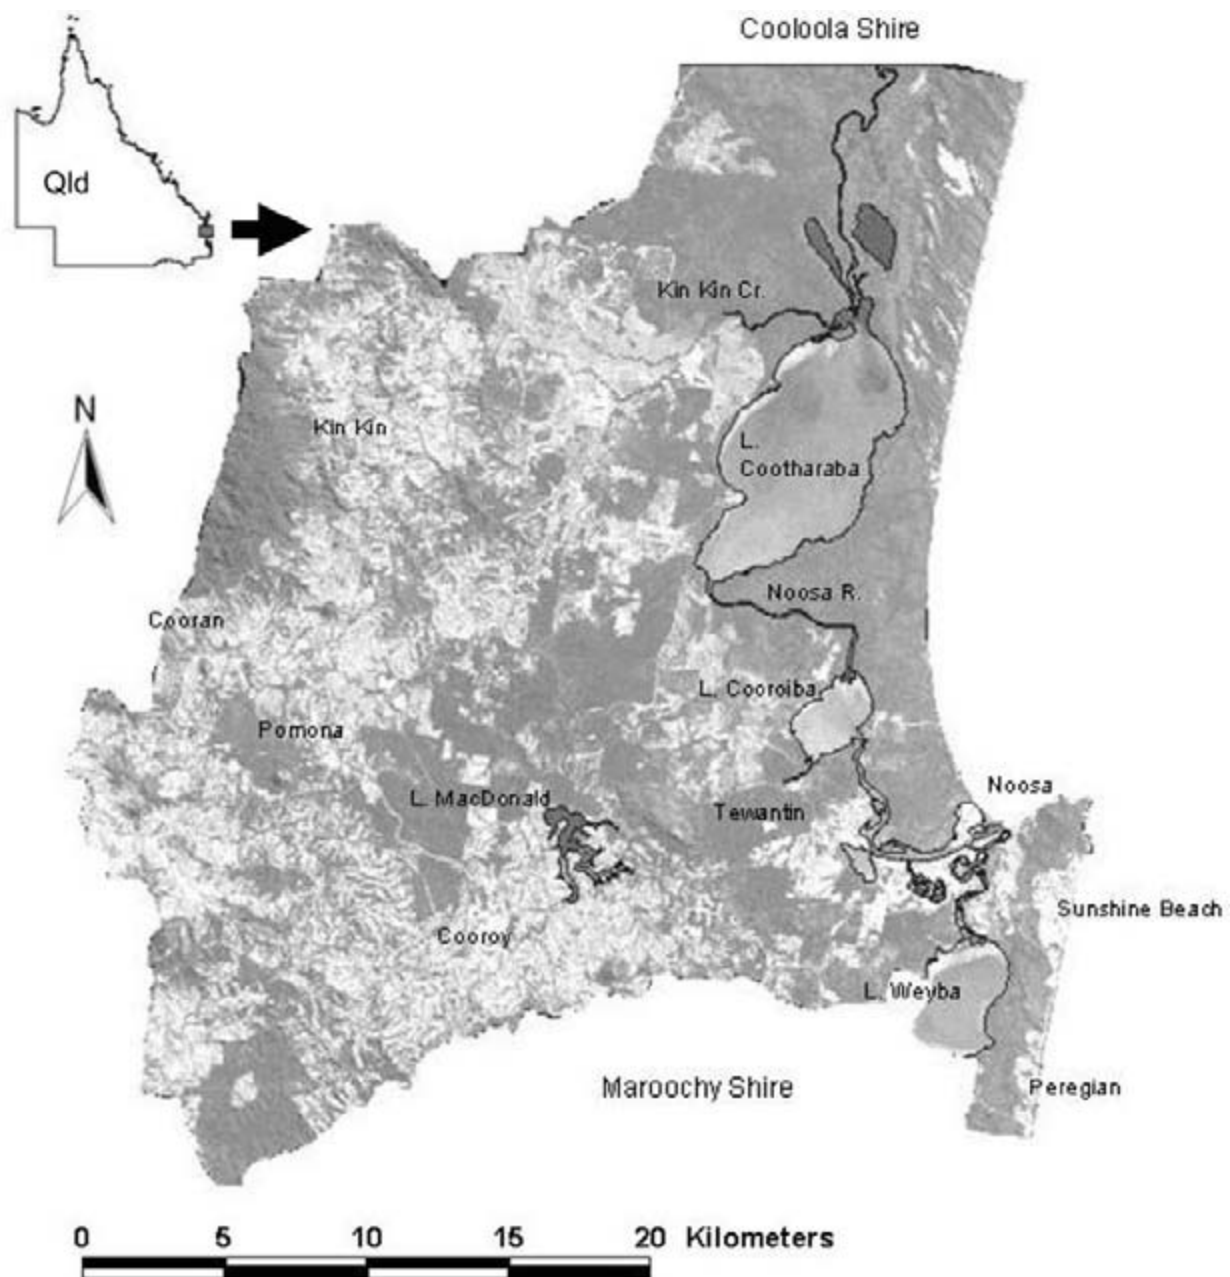 Cooloola Shire
Qld
Kin Kin Cr.
N
Kin Kin
L.
Cootharaba
Noosa R.
Cooran
L. Cooroiba
Pomona
Noosa
L. MacDonald
Tewantin
Sunshine Beach
Cooroy
L. Weyba
Maroochy Shire
Peregian
0 5 10 15 20 Kilometers